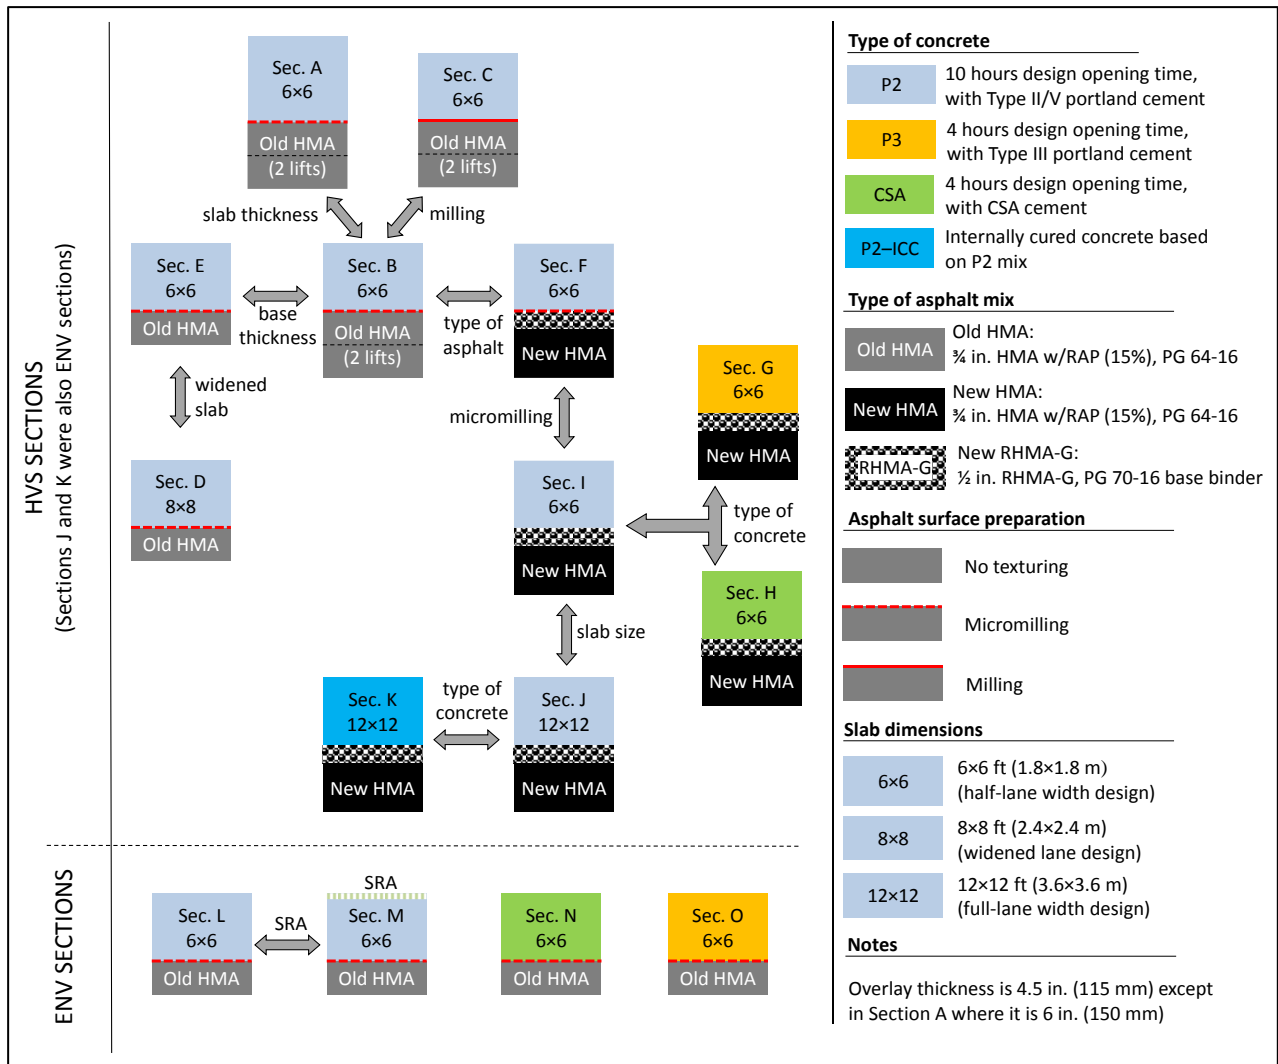 HVS SECTIONS
(Sections J and K were also ENV sections)
Sec. A
6×6
Old HMA
(2 lifts)
Sec. C
6×6
Old HMA
(2 lifts)
slab thickness
milling
Sec. E
6×6
Old HMA
base
thickness
Sec. B
6×6
Old HMA
(2 lifts)
type of
asphalt
Sec. F
6×6
New HMA
widened
slab
micromilling
Sec. G
6×6
New HMA
Sec. D
8×8
Old HMA
Sec. I
6×6
New HMA
type of
concrete
Sec. H
6×6
New HMA
slab size
Sec. K
12×12
New HMA
type of
concrete
Sec. J
12×12
New HMA
ENV SECTIONS
Sec. L
6×6
Old HMA
SRA
SRA
Sec. M
6×6
Old HMA
Sec. N
6×6
Old HMA
Sec. O
6×6
Old HMA
Type of concrete
P2
10 hours design opening time,
with Type II/V portland cement
P3
4 hours design opening time,
with Type III portland cement
CSA
4 hours design opening time,
with CSA cement
P2–ICC
Internally cured concrete based
on P2 mix
Type of asphalt mix
Old HMA
Old HMA:
¾ in. HMA w/RAP (15%), PG 64-16
New HMA
New HMA:
¾ in. HMA w/RAP (15%), PG 64-16
RHMA-G
New RHMA-G:
½ in. RHMA-G, PG 70-16 base binder
Asphalt surface preparation
No texturing
Micromilling
Milling
Slab dimensions
6×6
6×6 ft (1.8×1.8 m)
(half-lane width design)
8×8
8×8 ft (2.4×2.4 m)
(widened lane design)
12×12
12×12 ft (3.6×3.6 m)
(full-lane width design)
Notes
Overlay thickness is 4.5 in. (115 mm) except
in Section A where it is 6 in. (150 mm)